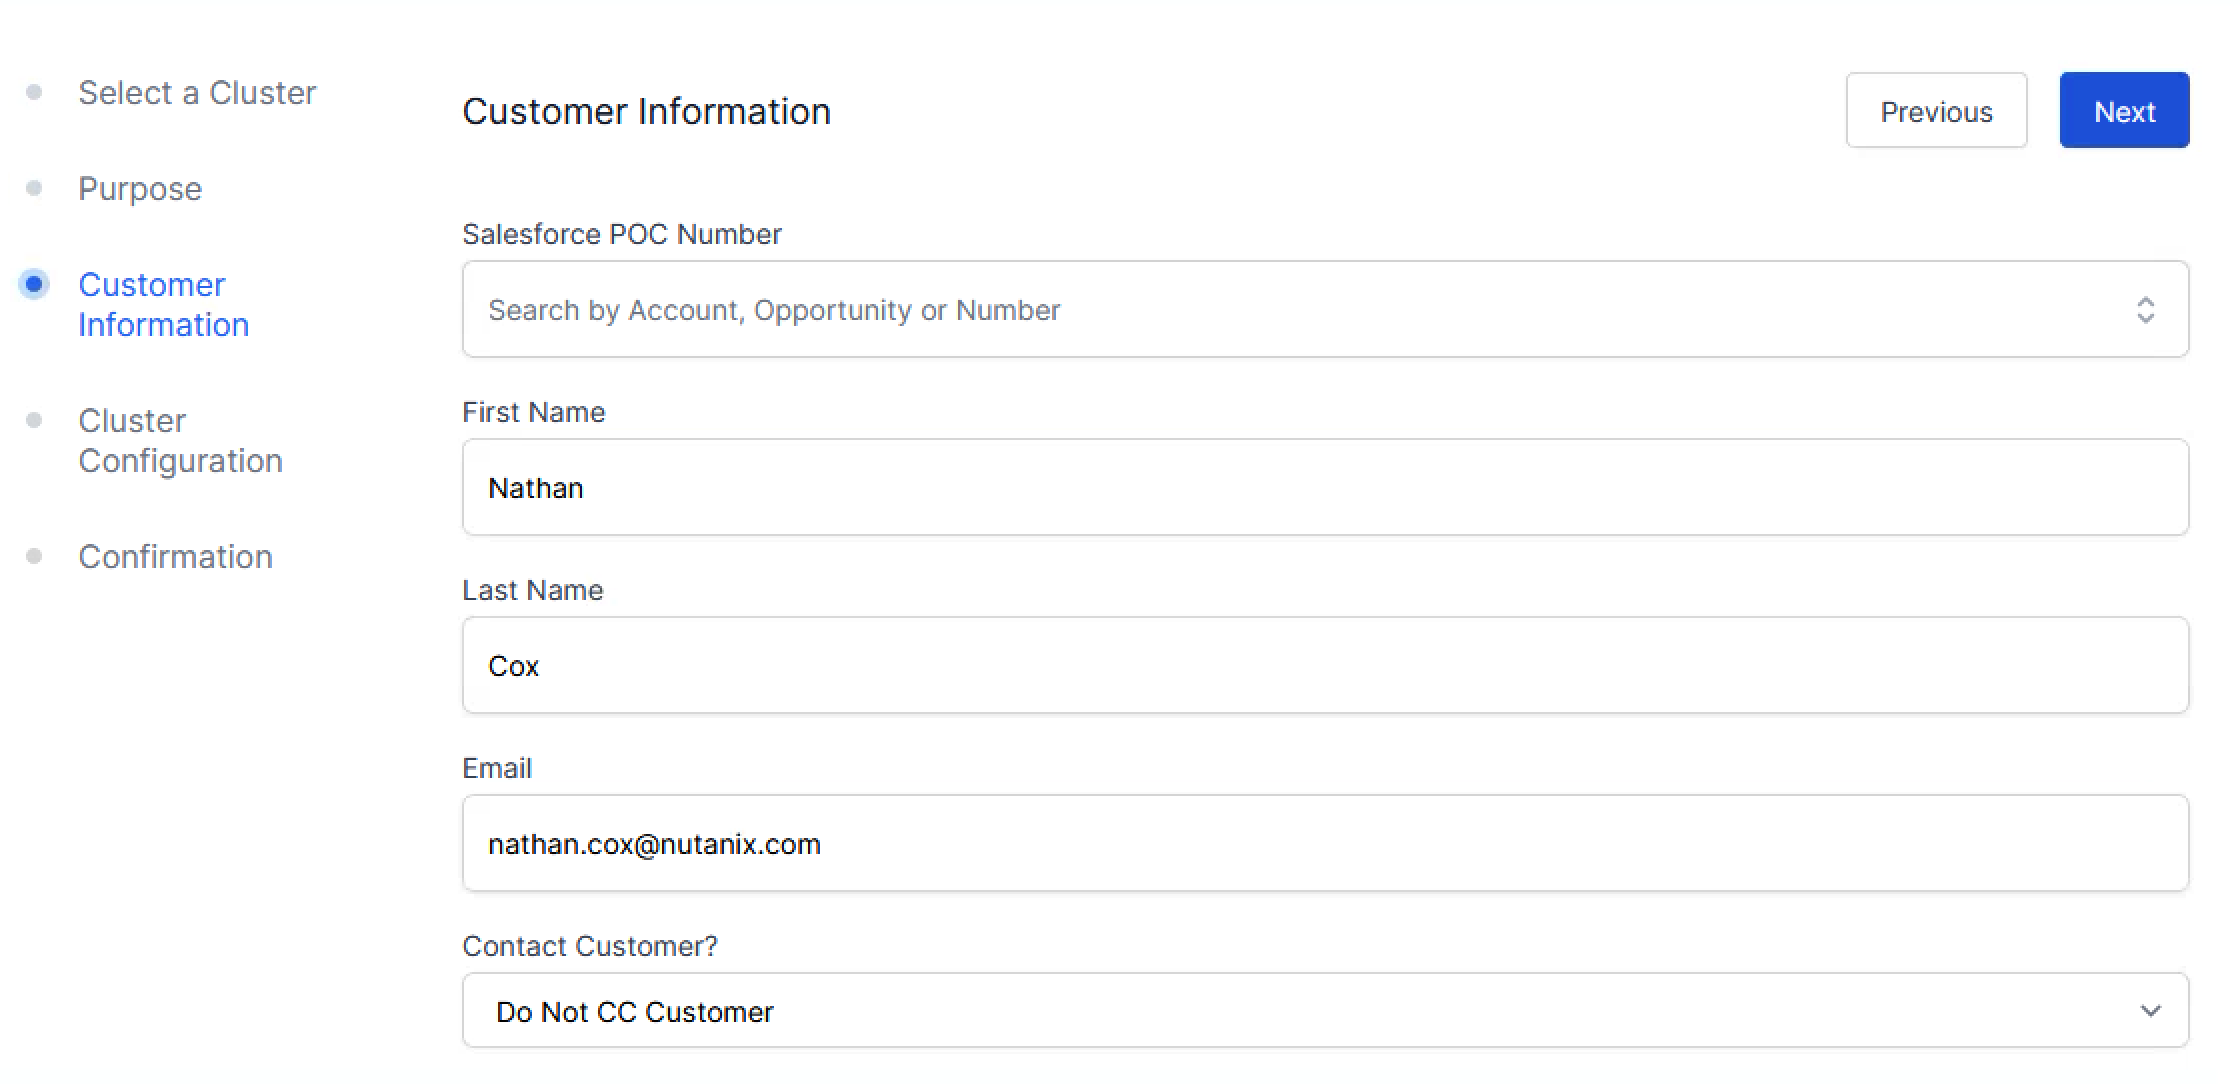 Select a Cluster
Purpose
Customer
Information
Cluster
Configuration
Confirmation
Customer Information
Previous
Next
Salesforce POC Number
Search by Account, Opportunity or Number
First Name
Nathan
Last Name
Cox
Email
nathan.cox@nutanix.com
Contact Customer?
Do Not CC Customer